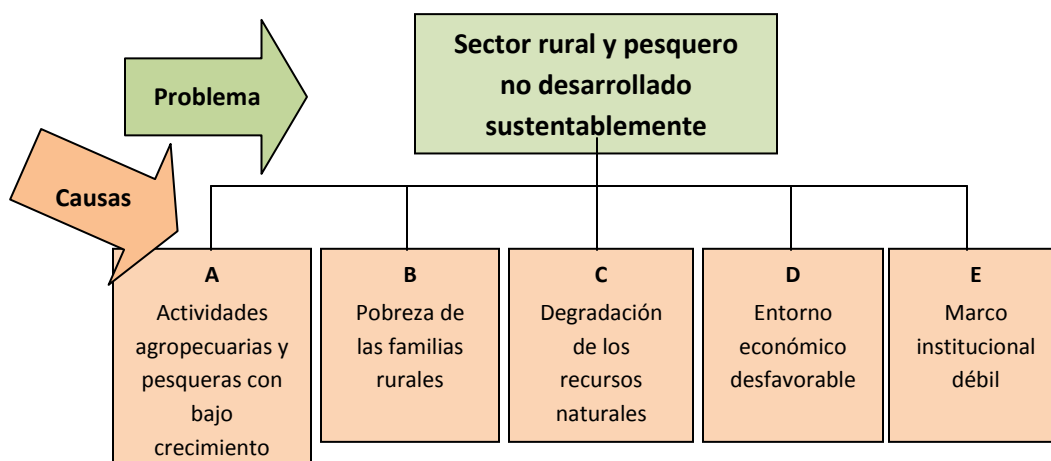 Sector rural y pesquero
no desarrollado
sustentablemente
Problema
Causas
A
Actividades
agropecuarias y
pesqueras con
bajo
crecimiento
B
Pobreza de
las familias
rurales
C
Degradación
de los
recursos
naturales
D
Entorno
económico
desfavorable
E
Marco
institucional
débil